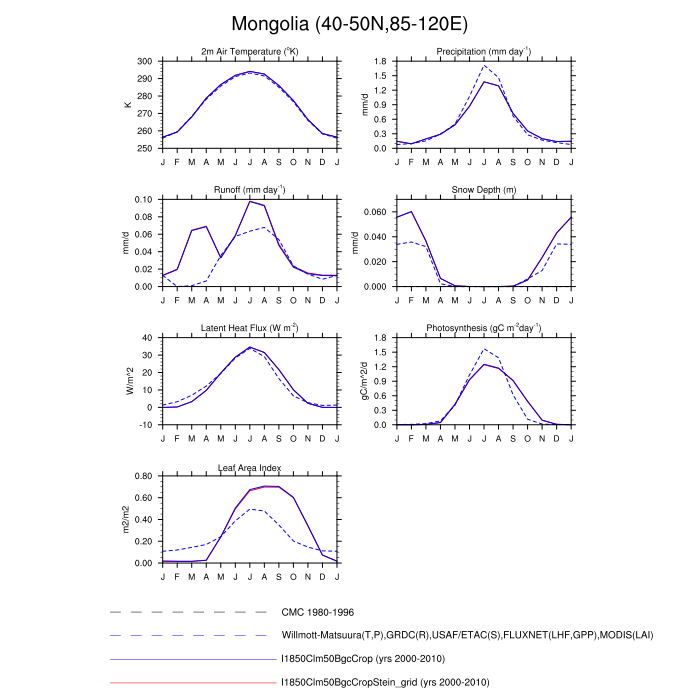 Mongolia (40-50N,85-120E)
2m Air Temperature (°K)
K
300
290
280
270
260
250
J F M A M J J A S O N D J
Precipitation (mm day⁻¹)
mm/d
1.8
1.5
1.2
0.9
0.6
0.3
0.0
J F M A M J J A S O N D J
Runoff (mm day⁻¹)
mm/d
0.10
0.08
0.06
0.04
0.02
0.00
J F M A M J J A S O N D J
Snow Depth (m)
mm/d
0.060
0.040
0.020
0.000
J F M A M J J A S O N D J
Latent Heat Flux (W m⁻²)
W/m^2
40
30
20
10
0
-10
J F M A M J J A S O N D J
Photosynthesis (gC m⁻²day⁻¹)
gC/m^2/d
1.8
1.5
1.2
0.9
0.6
0.3
0.0
J F M A M J J A S O N D J
Leaf Area Index
m2/m2
0.80
0.60
0.40
0.20
0.00
J F M A M J J A S O N D J
CMC 1980-1996
Willmott-Matsuura(T,P),GRDC(R),USAF/ETAC(S),FLUXNET(LHF,GPP),MODIS(LAI)
I1850Clm50BgcCrop (yrs 2000-2010)
I1850Clm50BgcCropStein_grid (yrs 2000-2010)